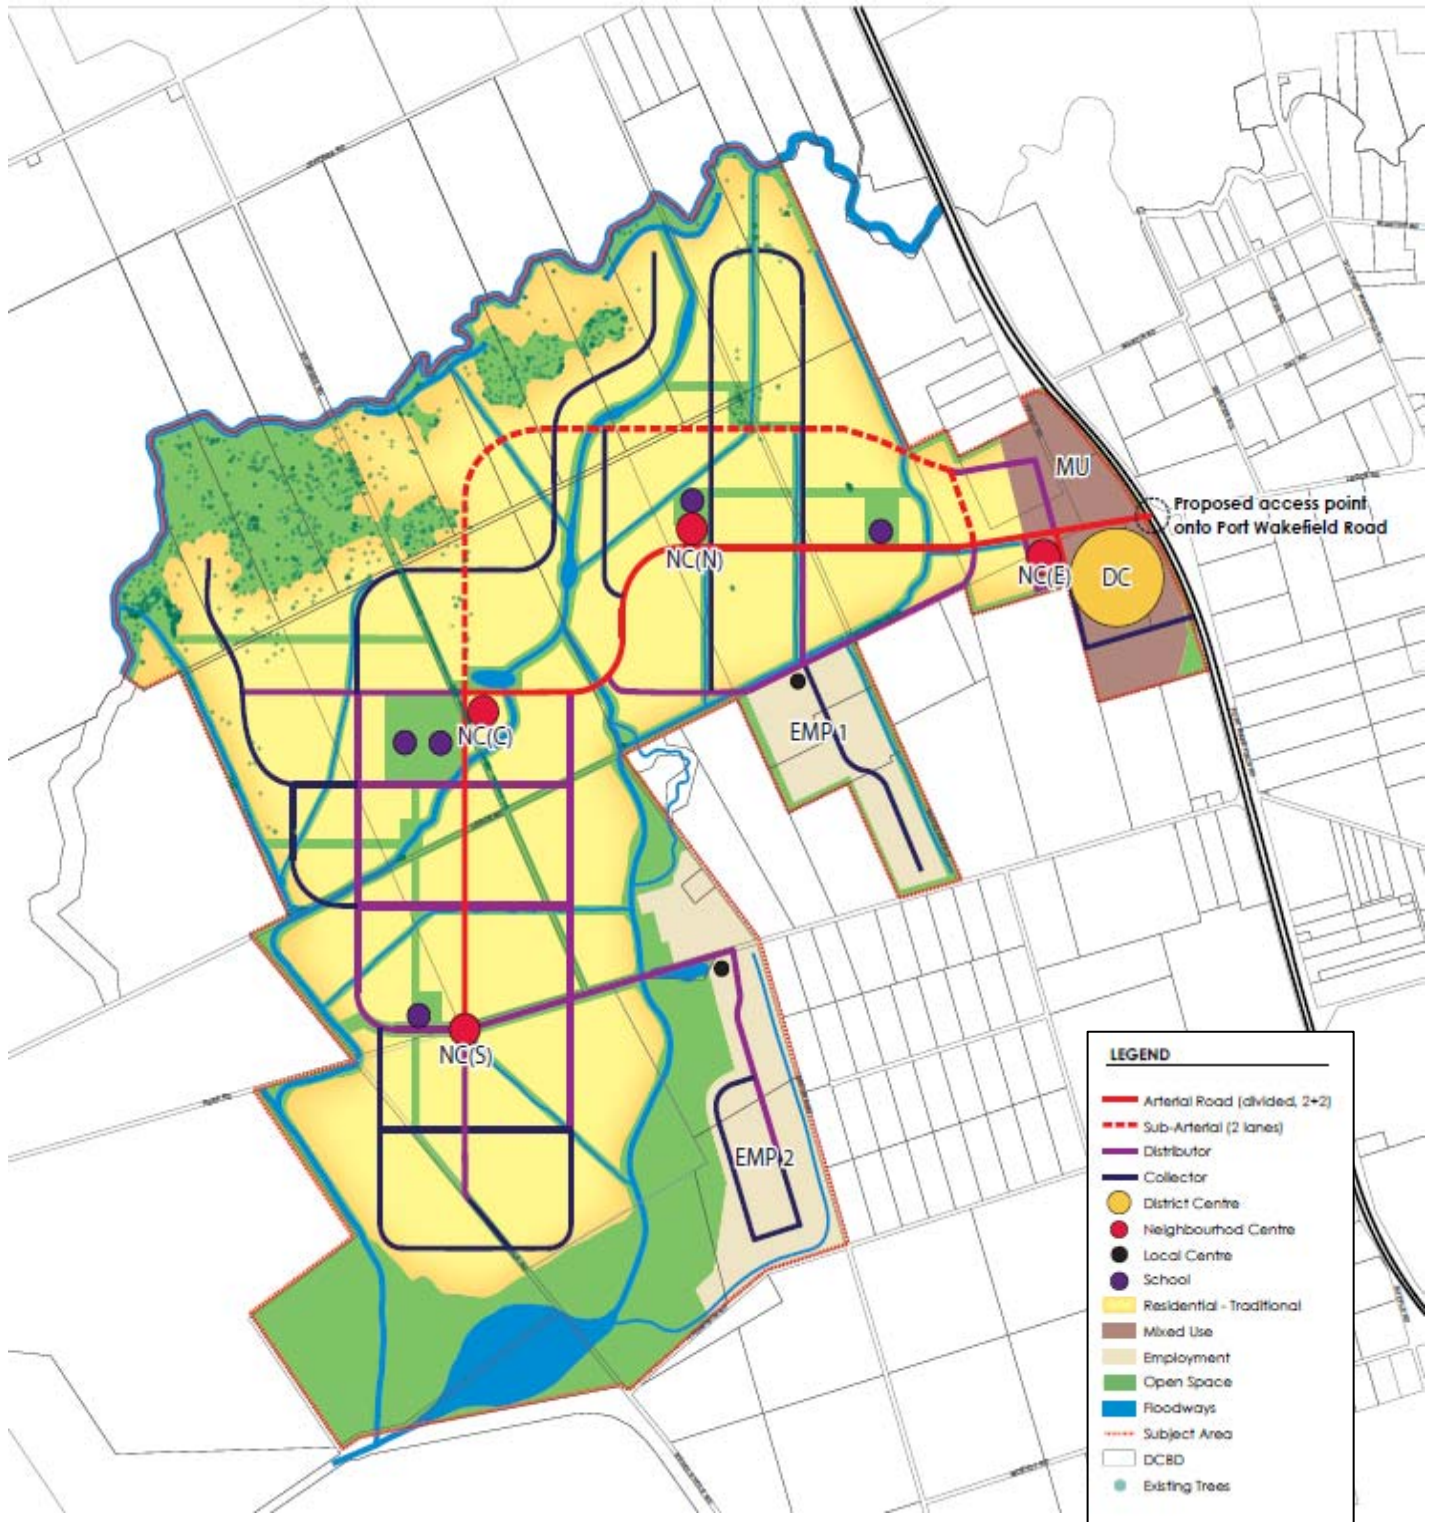 MU
Proposed access point
onto Port Wakefield Road
NC(N)
NC(E)
DC
NC(C)
EMP 1
NC(S)
EMP 2
LEGEND
Arterial Road (divided, 2+2)
Sub-Arterial (2 lanes)
Distributor
Collector
District Centre
Neighbourhod Centre
Local Centre
School
Residential - Traditional
Mixed Use
Employment
Open Space
Floodways
Subject Area
DCBD
Existing Trees